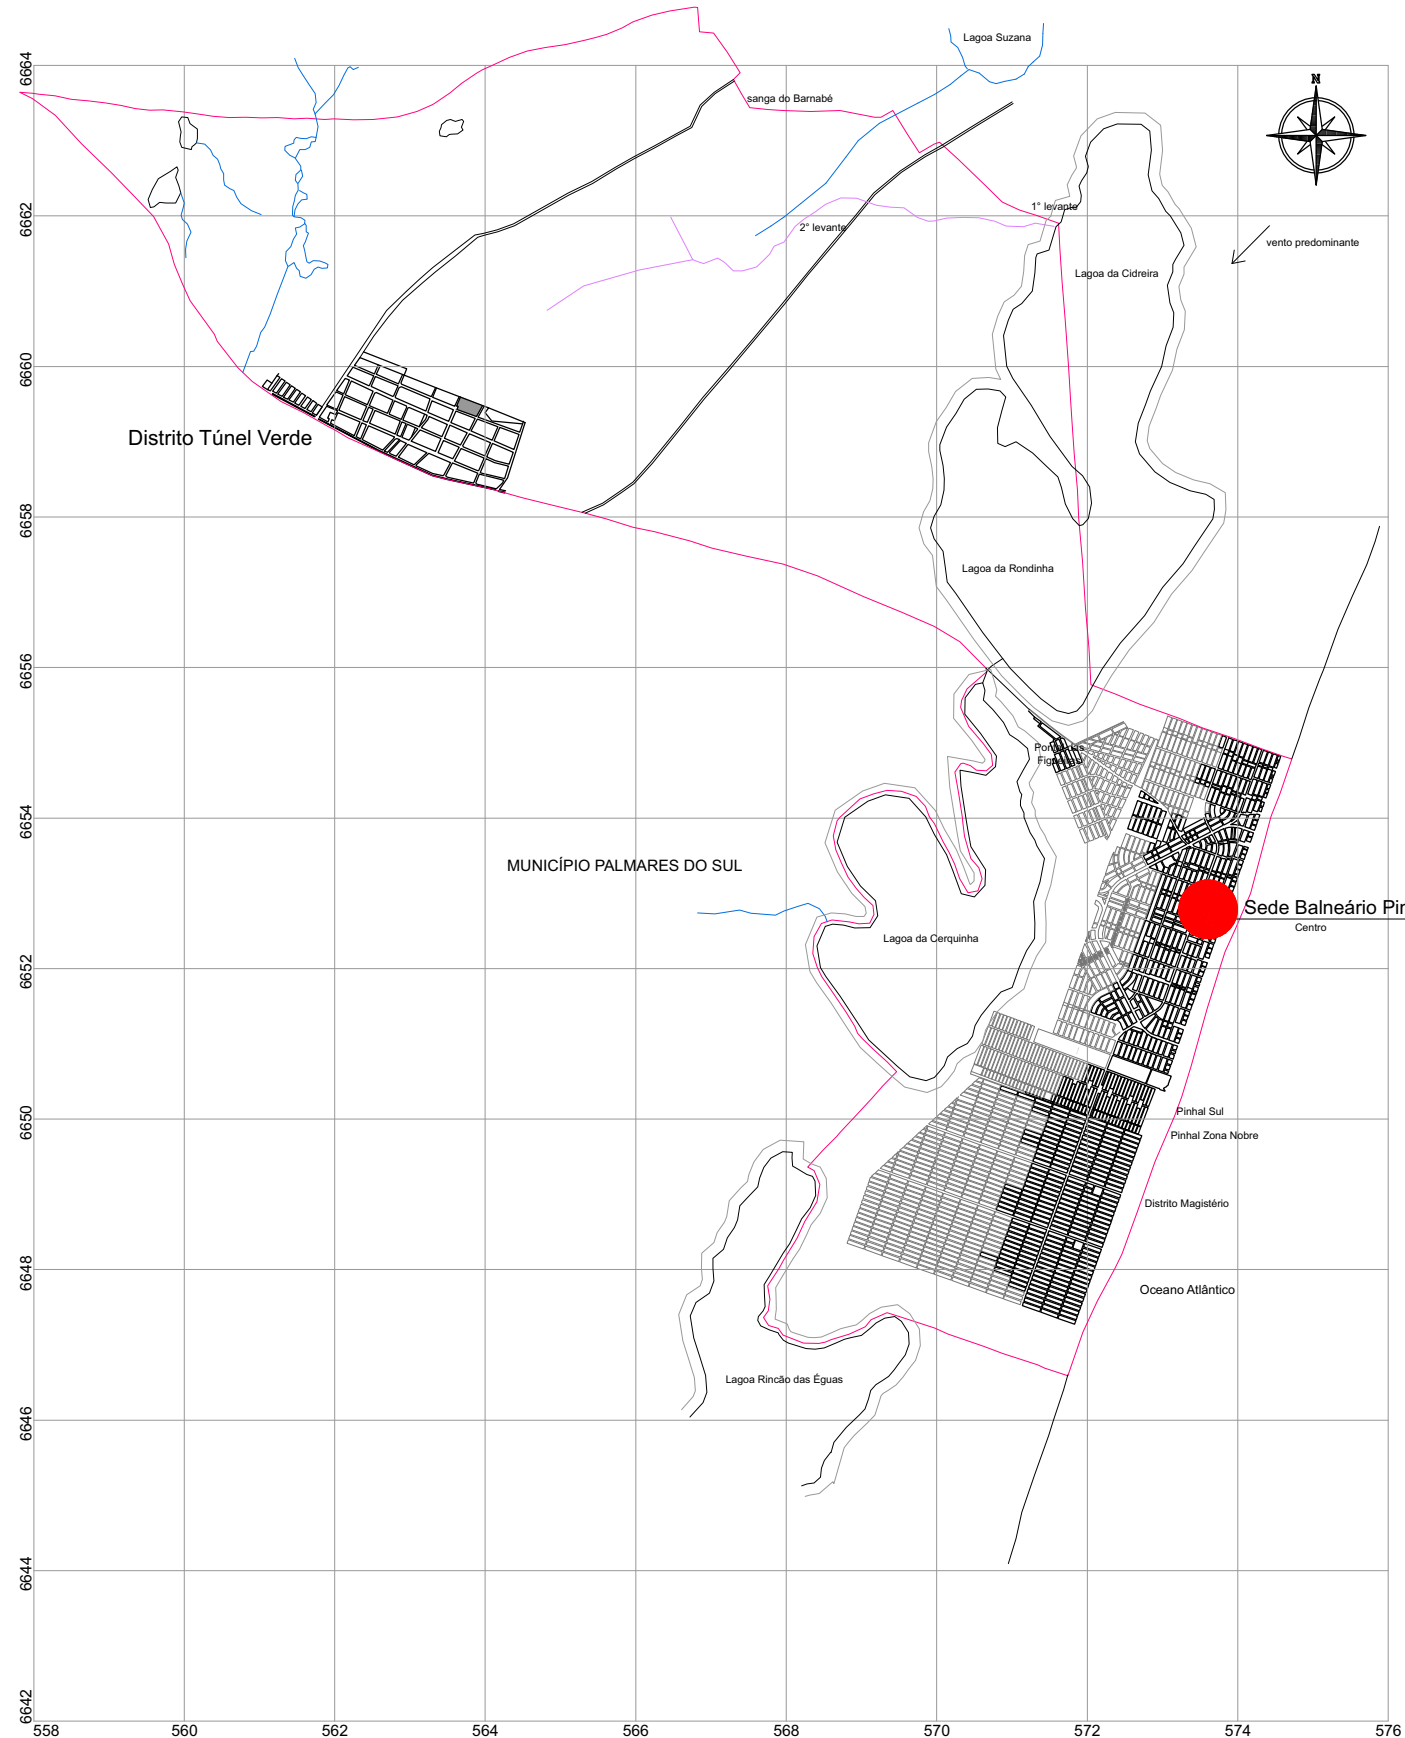 Lagoa Suzana
6664
N
sanga do Barnabé
6662
1° levante
2° levante
vento predominante
Lagoa da Cidreira
6660
Distrito Túnel Verde
6658
Lagoa da Rondinha
6656
6654
MUNICÍPIO PALMARES DO SUL
Sede Balneário Pin
Centro
Lagoa da Cerquinha
6652
6650
Pinhal Sul
Pinhal Zona Nobre
Distrito Magistério
6648
Oceano Atlântico
Lagoa Rincão das Éguas
6646
6644
6642
558 560 562 564 566 568 570 572 574 576